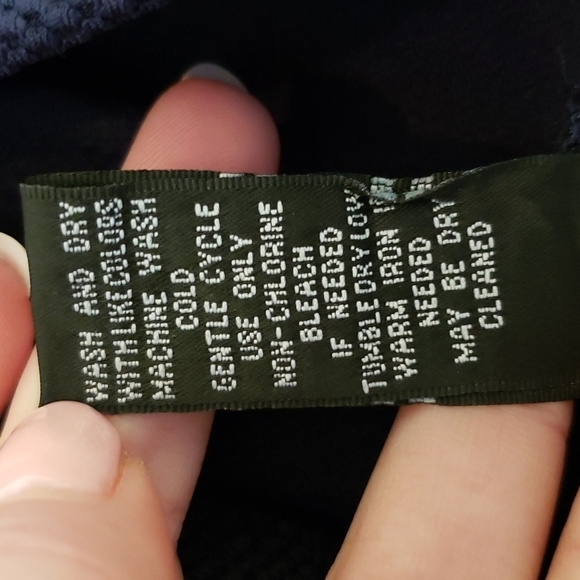 WASH AND DRY
WITH LIKE COLORS
MACHINE WASH
COLD
GENTLE CYCLE
USE ONLY
NON-CHLORINE
BLEACH
IF NEEDED
TUMBLE DRY LOW
WARM IRON
NEEDED
MAY BE DRY
CLEANED